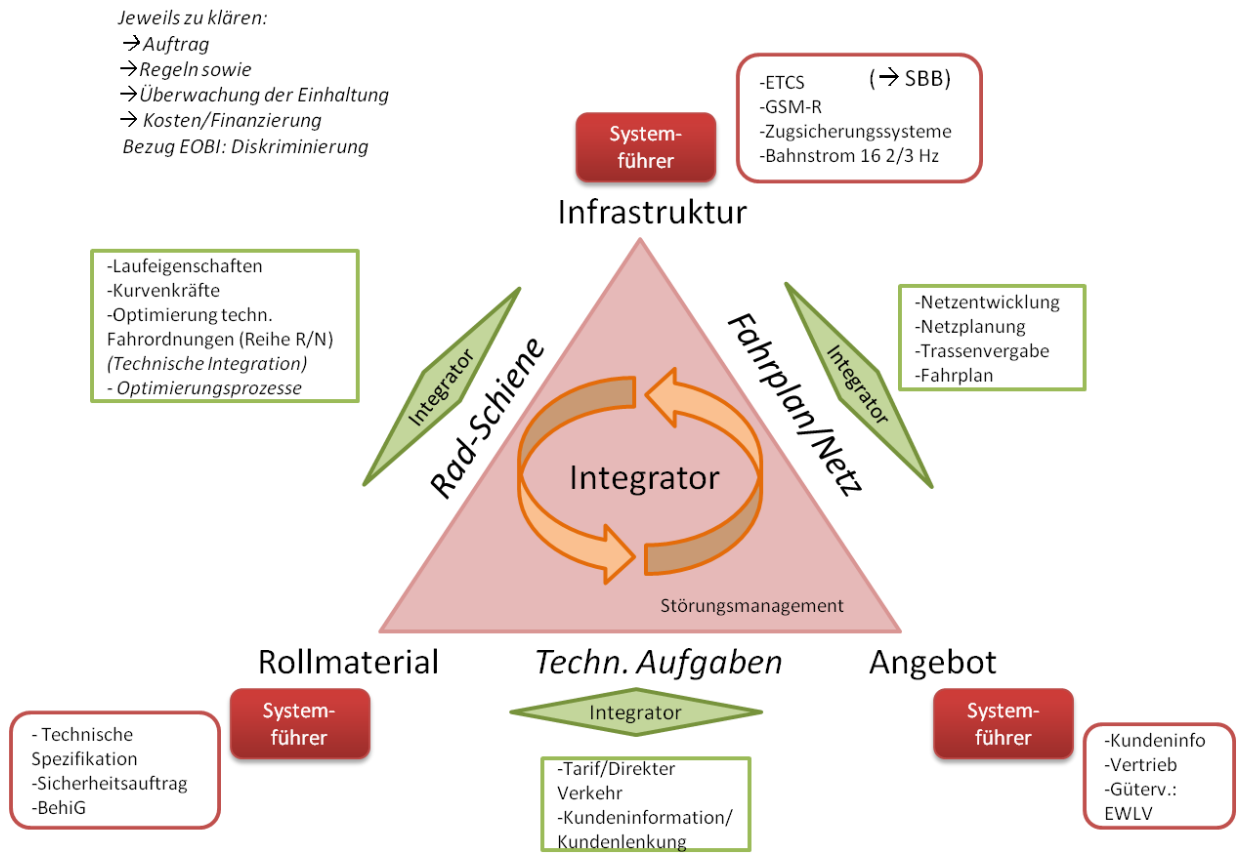 Jeweils zu klären:
→ Auftrag
→ Regeln sowie
→ Überwachung der Einhaltung
→ Kosten/Finanzierung
Bezug EOBI: Diskriminierung
System-
führer
-ETCS (→ SBB)
-GSM-R
-Zugsicherungssysteme
-Bahnstrom 16 2/3 Hz
Infrastruktur
-Laufeigenschaften
-Kurvenkräfte
-Optimierung techn.
Fahrordnungen (Reihe R/N)
(Technische Integration)
- Optimierungsprozesse
Integrator
Rad-Schiene
Fahrplan/Netz
Integrator
-Netzentwicklung
-Netzplanung
-Trassenvergabe
-Fahrplan
Integrator
Störungsmanagement
Rollmaterial
Techn. Aufgaben
Angebot
System-
führer
- Technische
Spezifikation
-Sicherheitsauftrag
-BehiG
Integrator
-Tarif/Direkter
Verkehr
-Kundeninformation/
Kundenlenkung
System-
führer
-Kundeninfo
-Vertrieb
-Güterv.:
EWLV